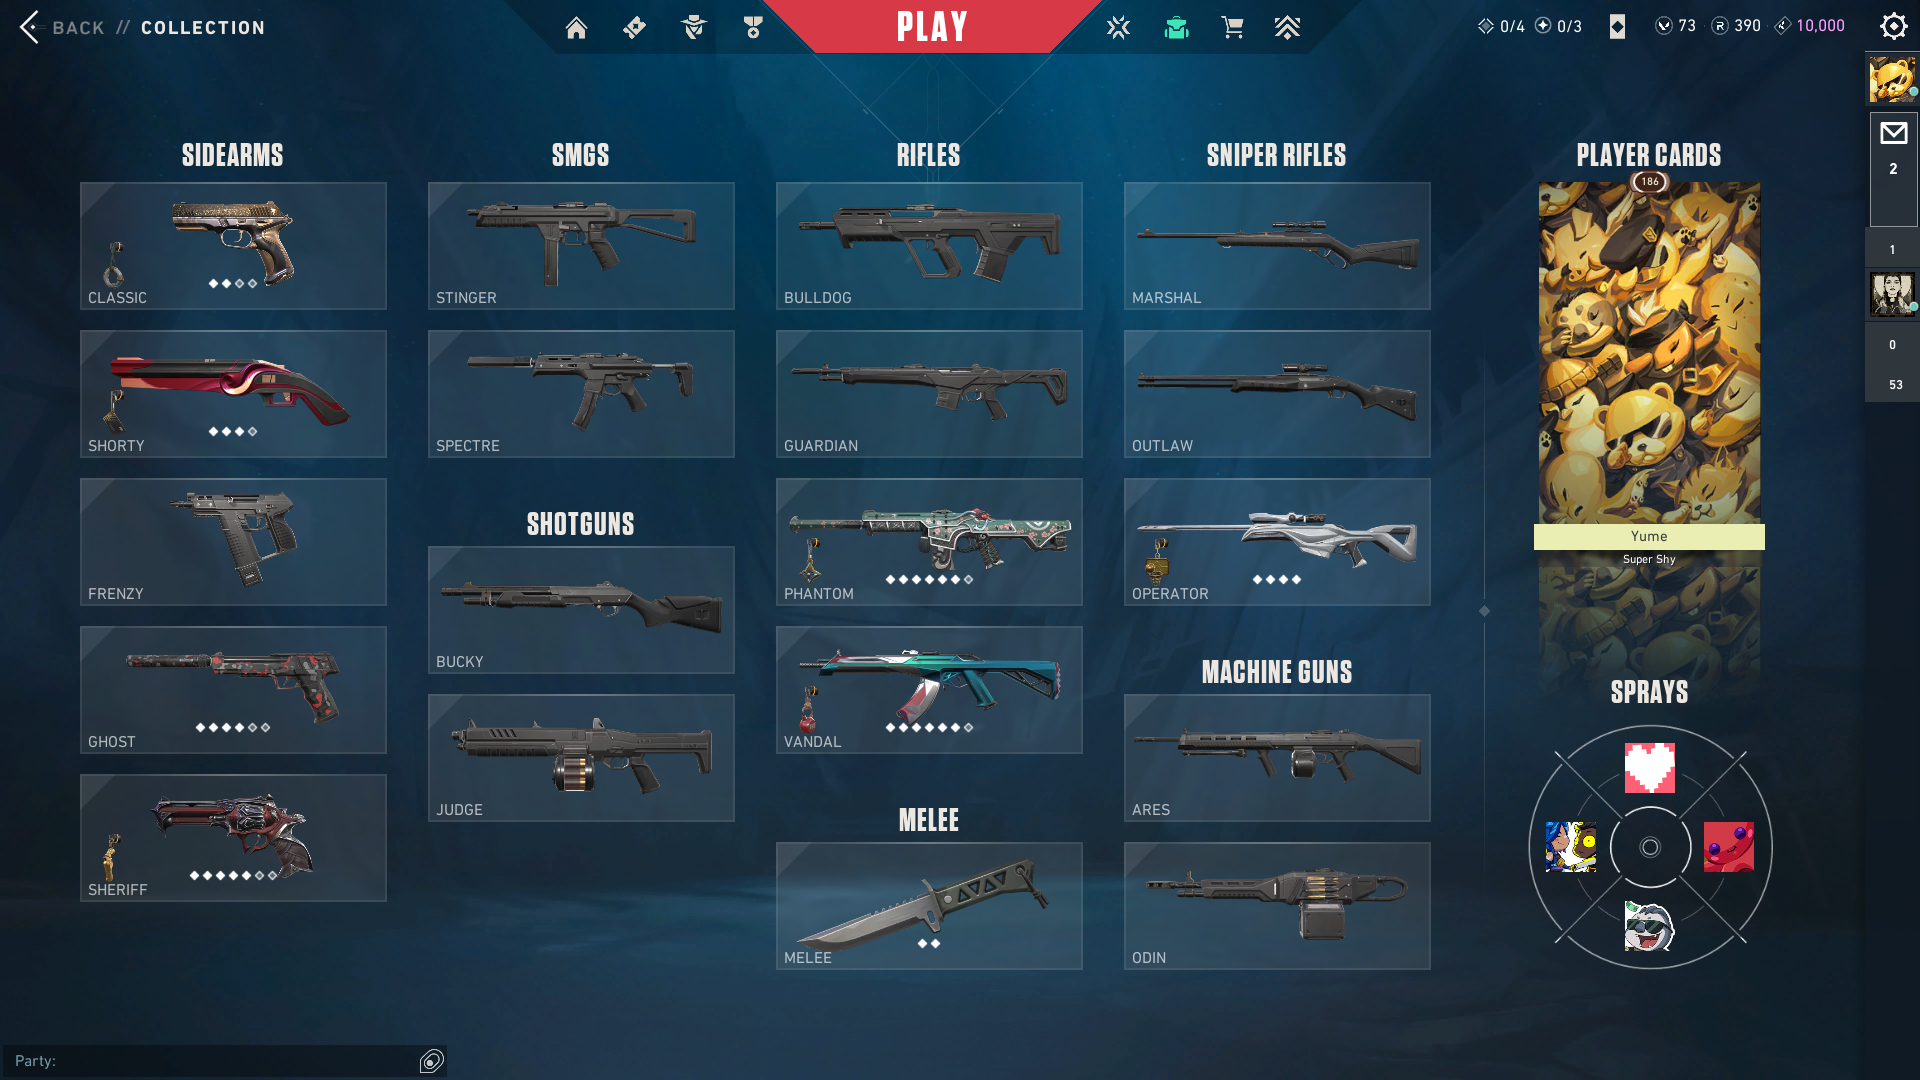 BACK // COLLECTION
PLAY
0/4
0/3
73
R 390
10,000
SIDEARMS
CLASSIC
SHORTY
FRENZY
GHOST
SHERIFF
SMGS
STINGER
SPECTRE
SHOTGUNS
BUCKY
JUDGE
RIFLES
BULLDOG
GUARDIAN
PHANTOM
VANDAL
MELEE
MELEE
SNIPER RIFLES
MARSHAL
OUTLAW
OPERATOR
MACHINE GUNS
ARES
ODIN
PLAYER CARDS
186
Yume
Super Shy
SPRAYS
2
1
0
53
Party: